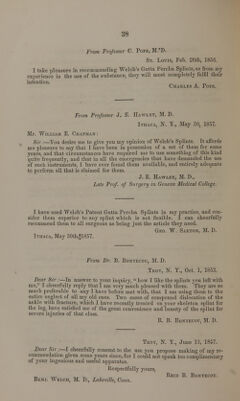 38
From Professor C. Pope, M.D.
St. Louis, Feb. 26th, 1856.
I take pleasure in recommending Welch's Gutta Percha Splints, as from my
experience in the use of the substance, they will most completely fulfil their
intention.
Charles A. Pope.
From Professor J. E. Hawley, M. D.
Ithaca, N. Y., May 30, 1857.
Mr. William E. Chapman:
Sir:—You desire me to give you my opinion of Welch's Splints. It affords
me pleasure to say that I have been in possession of a set of them for some
years, and that circumstances have required me to use something of this kind
quite frequently, and that in all the emergencies that have demanded the use
of such instruments, I have ever found them available, and entirely adequate
to perform all that is claimed for them.
J. E. Hawley, M. D.,
Late Prof. of Surgery in Geneva Medical College.
I have used Welch's Patent Gutta Percha Splints in my practice, and con-
sider them superior to any splint which is not flexible. I can cheerfully
recommend them to all surgeons as being just the article they need.
Geo. W. M. D.
Ithaca, May 30th, 1857.
From Dr. B. Bontecou, M. D.
Troy, N. Y., Oct. 1, 1853.
Dear Sir:—In answer to your inquiry, "how I like the splints you left with
me," I cheerfully reply that I am very much pleased with them. They are so
much preferable to any I have before met with, that I am using them to the
entire neglect of all my old ones. Two cases of compound dislocation of the
ankle with fracture, which I have recently treated on your skeleton splint for
the leg, have satisfied me of the great convenience and beauty of the splint for
severe injuries of that class.
R. B. Bontecou, M. D.
Troy, N. Y., June 13, 1857.
Dear Sir:—I cheerfully consent to the use you propose making of my re-
commendation given some years since, for I could not speak too complimentary
of your ingenious and useful apparatus.
Respectfully yours,
Reed B. Bontecou.
Benj. Welch, M. D., Lakeville, Conn.